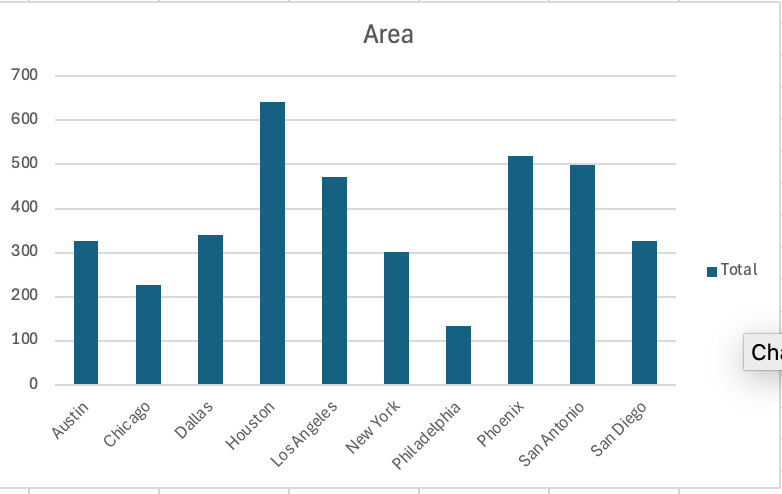 Area
700
600
500
400
300
200
100
0
Austin
Chicago
Dallas
Houston
Los Angeles
New York
Philadelphia
Phoenix
San Antonio
San Diego
Total
Cha